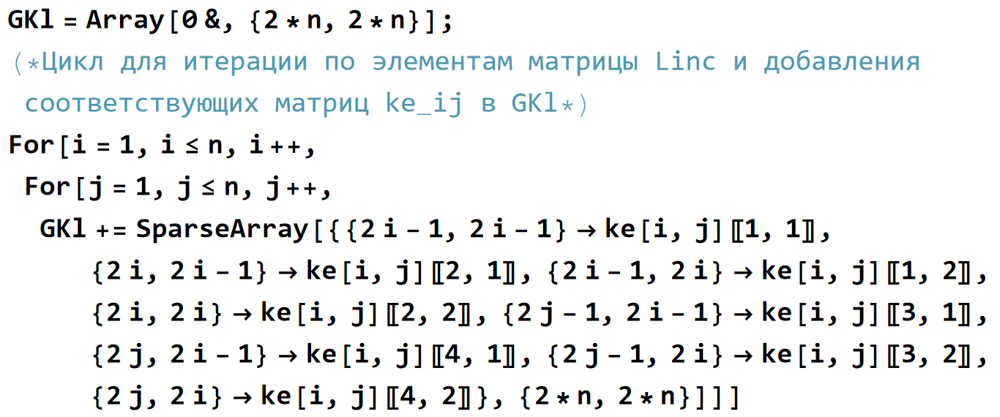 GKl = Array[0 &, {2 * n, 2 * n}];
(*Цикл для итерации по элементам матрицы Linc и добавления
соответствующих матриц ke_ij в GKl*)
For[i = 1, i ≤ n, i ++,
For[j = 1, j ≤ n, j ++,
GKl += SparseArray[{{2 i - 1, 2 i - 1} → ke[i, j]〚1, 1〛,
{2 i, 2 i - 1} → ke[i, j]〚2, 1〛, {2 i - 1, 2 i} → ke[i, j]〚1, 2〛,
{2 i, 2 i} → ke[i, j]〚2, 2〛, {2 j - 1, 2 i - 1} → ke[i, j]〚3, 1〛,
{2 j, 2 i - 1} → ke[i, j]〚4, 1〛, {2 j - 1, 2 i} → ke[i, j]〚3, 2〛,
{2 j, 2 i} → ke[i, j]〚4, 2〛}, {2 * n, 2 * n}]]]